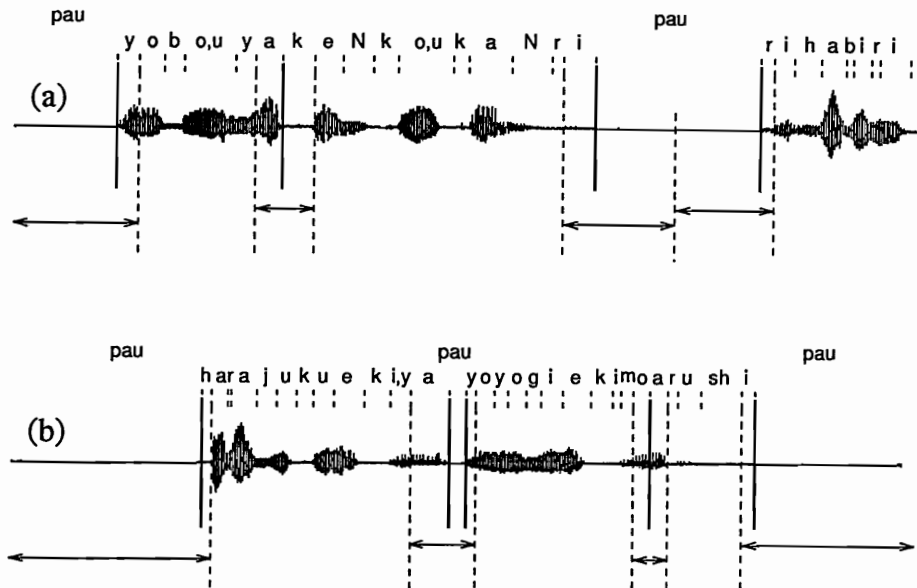 pau
pau
y o b o,u y a k e N k o,u k a N r i
r i h a b i r i
(a)
pau
pau
pau
h a r a j u k u e k i,y a
y o y o g i e k i m o a r u sh i
(b)